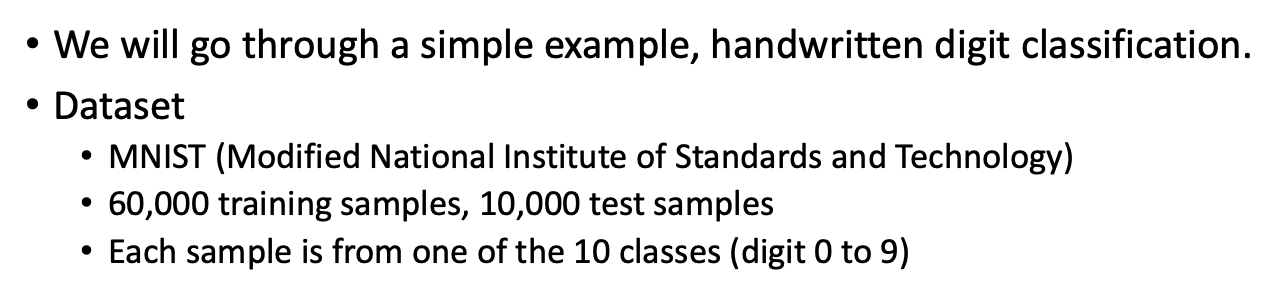 • We will go through a simple example, handwritten digit classification.
• Dataset
• MNIST (Modified National Institute of Standards and Technology)
• 60,000 training samples, 10,000 test samples
• Each sample is from one of the 10 classes (digit 0 to 9)